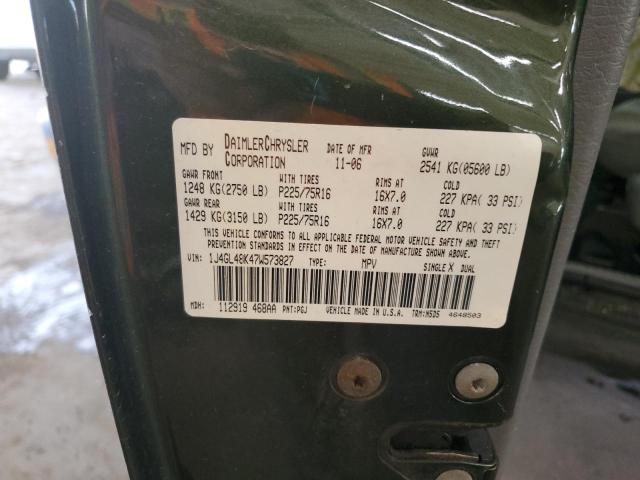 MFD BY DAIMLERCHRYSLER CORPORATION DATE OF MFR 11-06 GVWR 2541 KG(05600 LB)
GAWR FRONT WITH TIRES RIMS AT COLD
1248 KG(2750 LB) P225/75R16 16X7.0 227 KPA( 33 PSI)
GAWR REAR WITH TIRES RIMS AT COLD
1429 KG(3150 LB) P225/75R16 16X7.0 227 KPA( 33 PSI)
THIS VEHICLE CONFORMS TO ALL APPLICABLE FEDERAL MOTOR VEHICLE SAFETY AND THEFT
PREVENTION STANDARDS IN EFFECT ON THE DATE OF MANUFACTURE SHOWN ABOVE.
VIN: 1J4GL48K47W573827 TYPE: MPV SINGLE X DUAL
MDH: 112919 468AA PNT:PGJ VEHICLE MADE IN U.S.A. TRM:M5D5 4648503